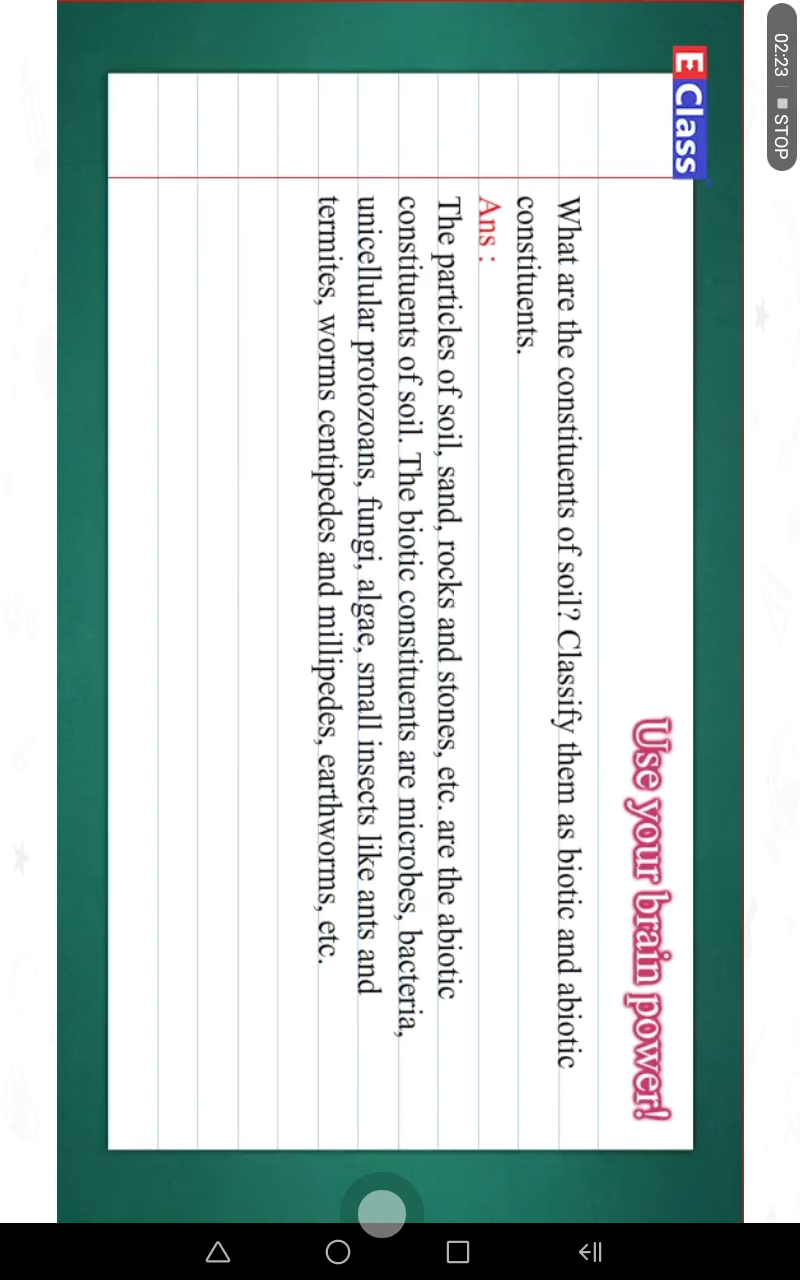 02:23 STOP
E Class
Use your brain power!
What are the constituents of soil? Classify them as biotic and abiotic
constituents.
Ans :
The particles of soil, sand, rocks and stones, etc. are the abiotic
constituents of soil. The biotic constituents are microbes, bacteria,
unicellular protozoans, fungi, algae, small insects like ants and
termites, worms centipedes and millipedes, earthworms, etc.